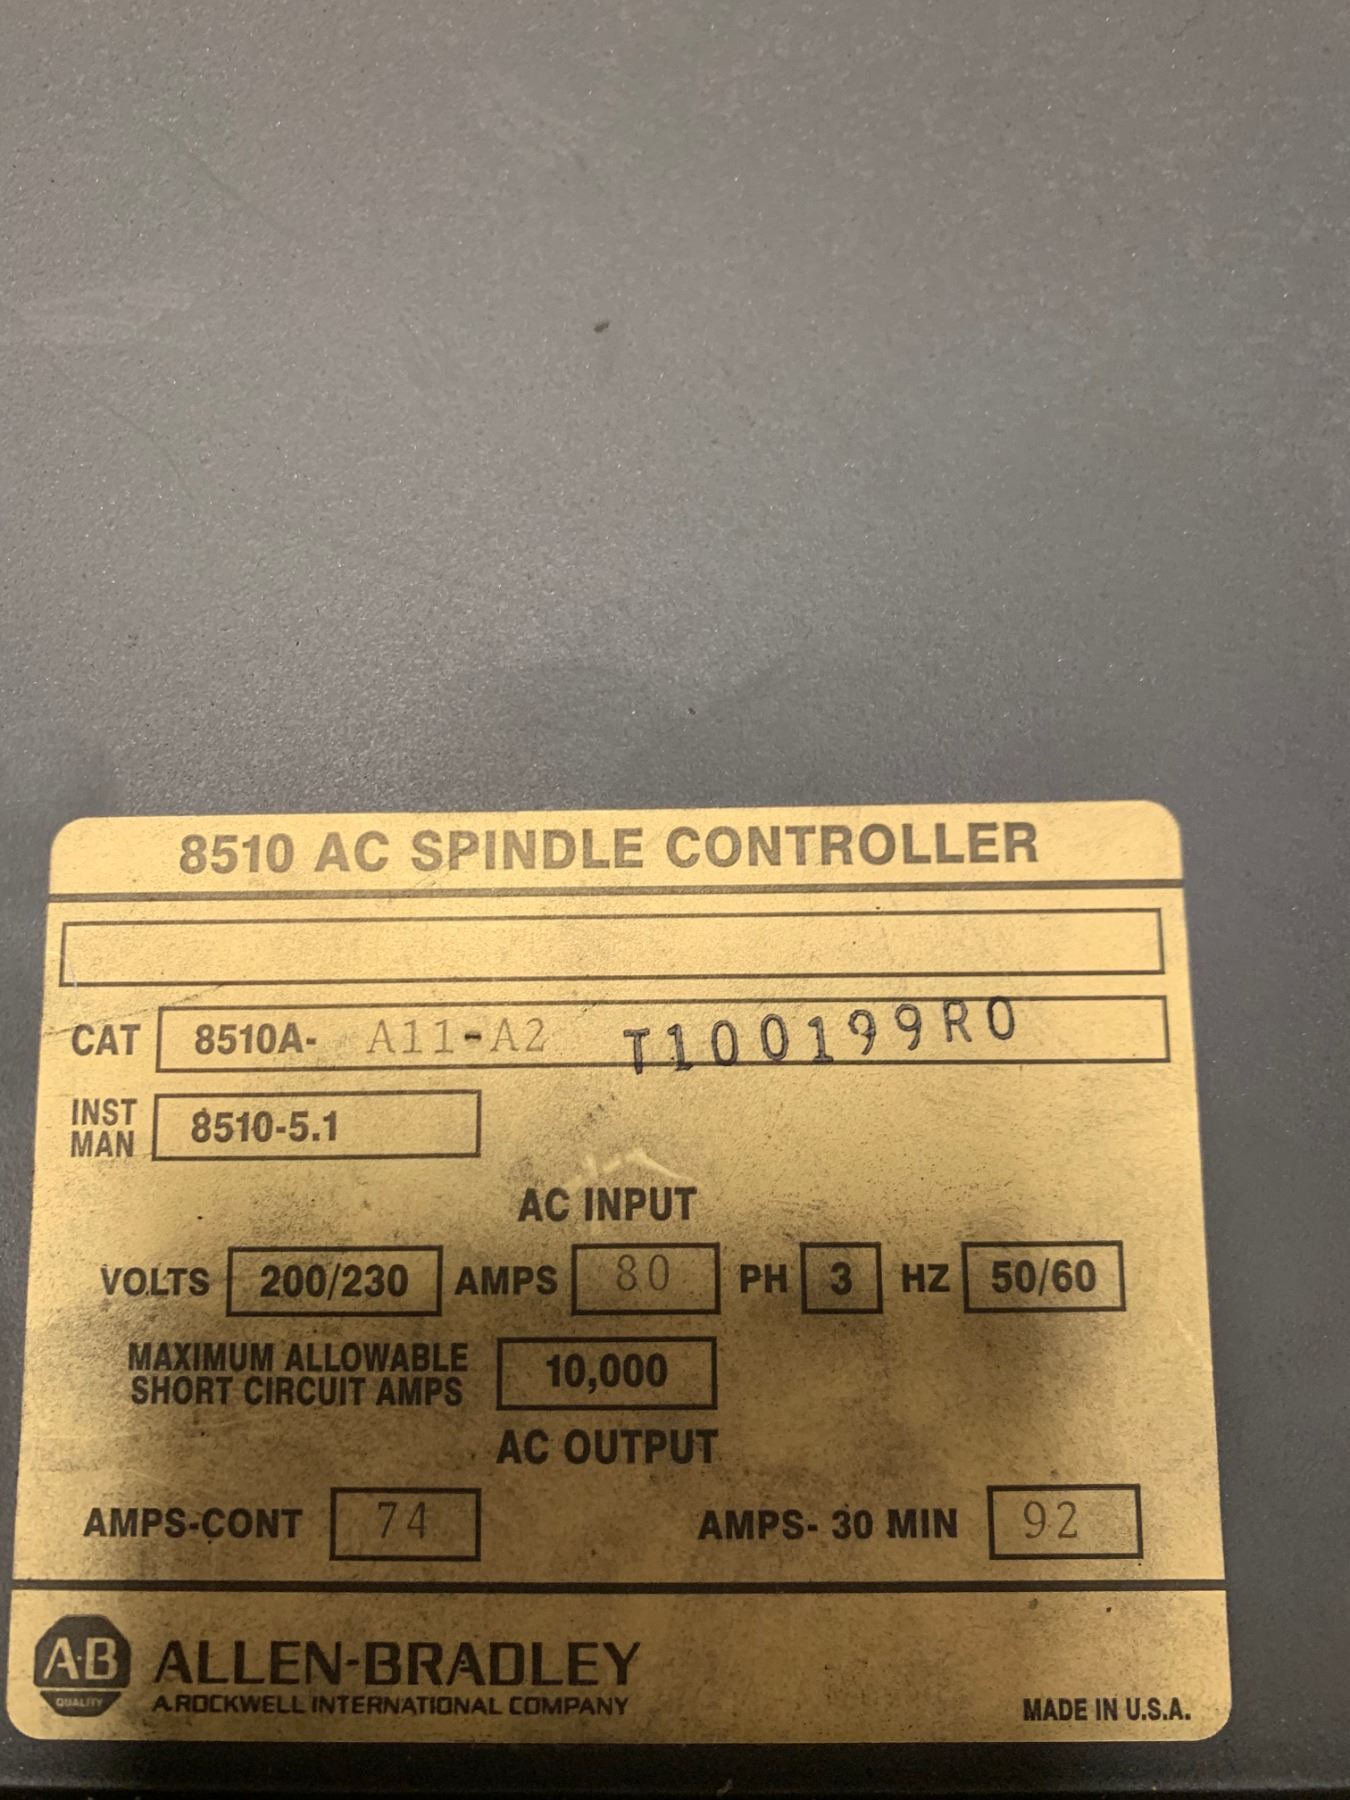 8510 AC SPINDLE CONTROLLER
CAT 8510A- A11-A2 T100199R0
INST MAN 8510-5.1
AC INPUT
VOLTS 200/230 AMPS 80 PH 3 HZ 50/60
MAXIMUM ALLOWABLE
SHORT CIRCUIT AMPS 10,000
AC OUTPUT
AMPS-CONT 74 AMPS- 30 MIN 92
A·B QUALITY
ALLEN-BRADLEY
A ROCKWELL INTERNATIONAL COMPANY
MADE IN U.S.A.